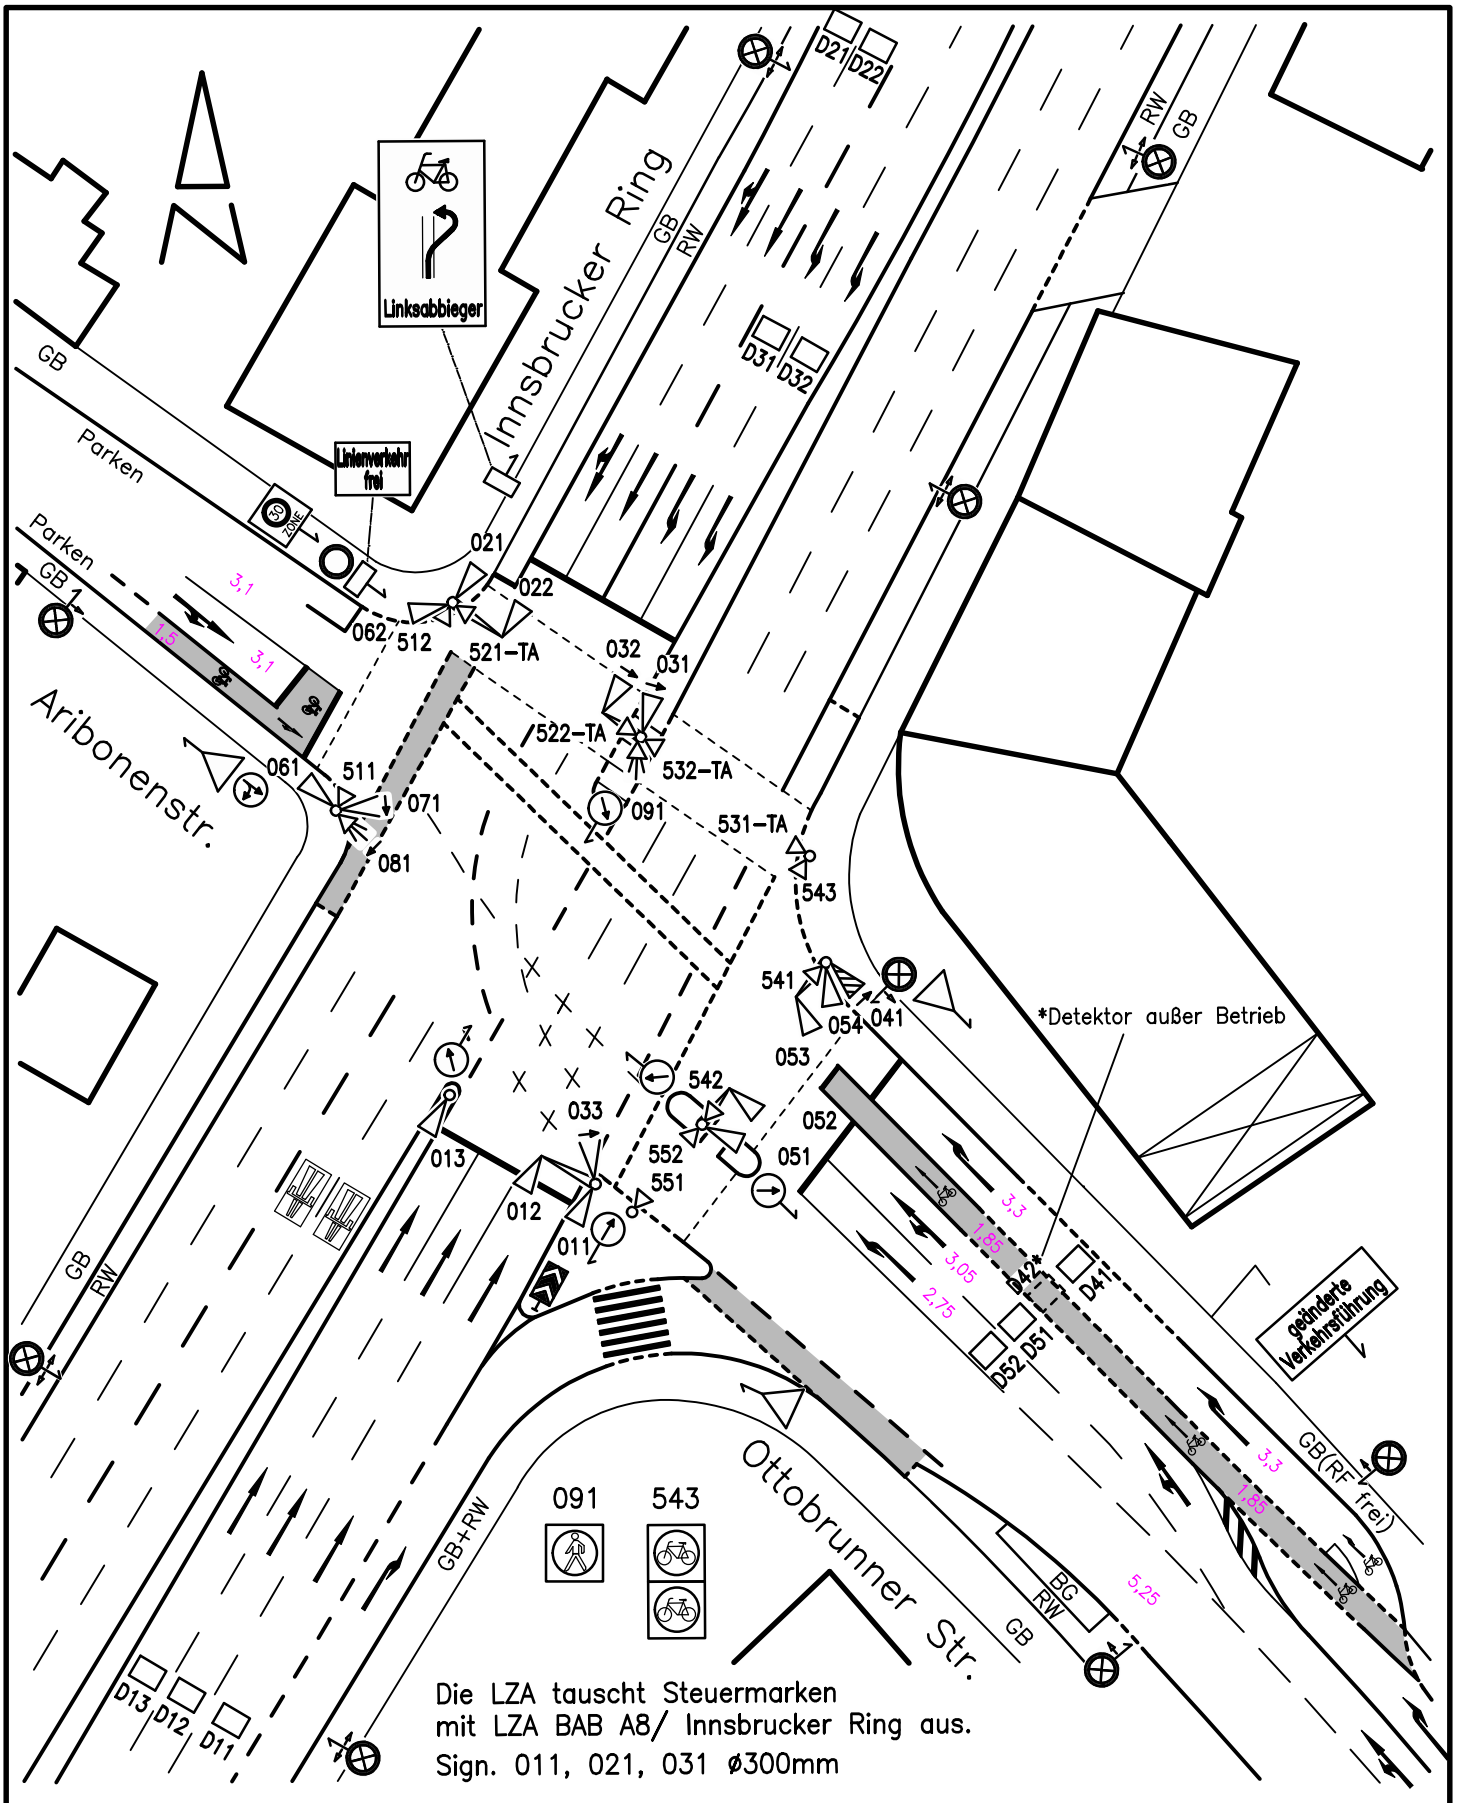 D21
D22
RW
GB
Innsbrucker Ring
GB
RW
Linksabbieger
D31
D32
GB
Parken
Linienverkehr
frei
30
ZONE
Parken
GB
3,1
021
022
1,5
3,1
062
512
521-TA
032
031
Aribonenstr.
522-TA
532-TA
061
511
071
091
531-TA
081
543
541
054
041
*Detektor außer Betrieb
053
542
052
033
013
552
051
551
012
011
3,3
1,85
3,05
2,75
D42*
D41
D51
D52
GB
RW
geänderte
Verkehrsführung
GB(RF frei)
3,3
1,85
Ottobrunner Str.
091
543
GB+RW
BG
RW
GB
5,25
D13
D12
D11
Die LZA tauscht Steuermarken
mit LZA BAB A8/ Innsbrucker Ring aus.
Sign. 011, 021, 031 ø300mm